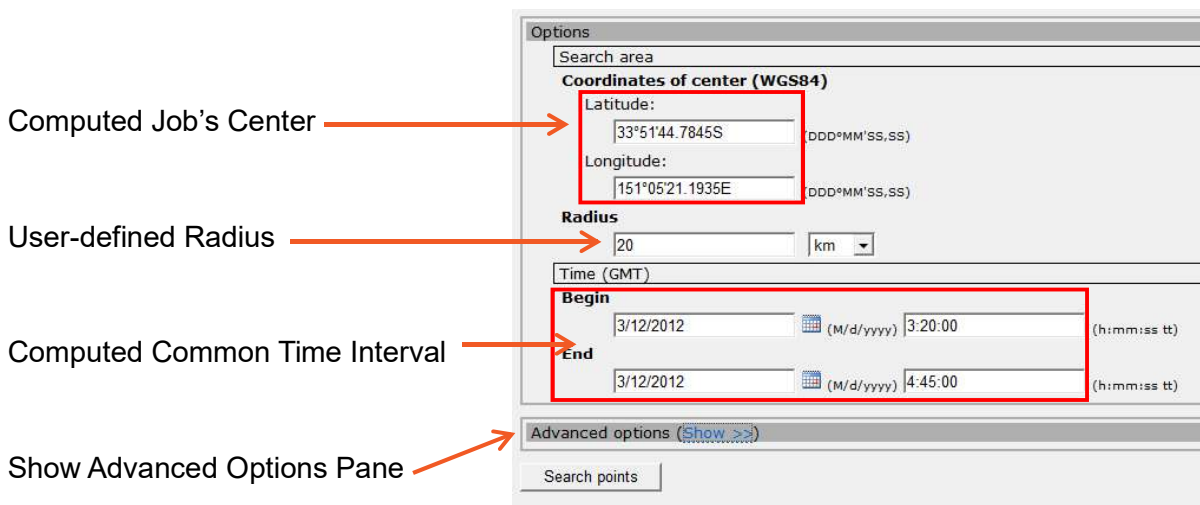 Options
Search area
Coordinates of center (WGS84)
Computed Job's Center
Latitude:
33°51'44.7845S (DDD°MM'SS,SS)
Longitude:
151°05'21.1935E (DDD°MM'SS,SS)
User-defined Radius
Radius
20 km
Time (GMT)
Begin
3/12/2012 (M/d/yyyy) 3:20:00 (h:mm:ss tt)
Computed Common Time Interval
End
3/12/2012 (M/d/yyyy) 4:45:00 (h:mm:ss tt)
Advanced options (Show >>)
Show Advanced Options Pane
Search points